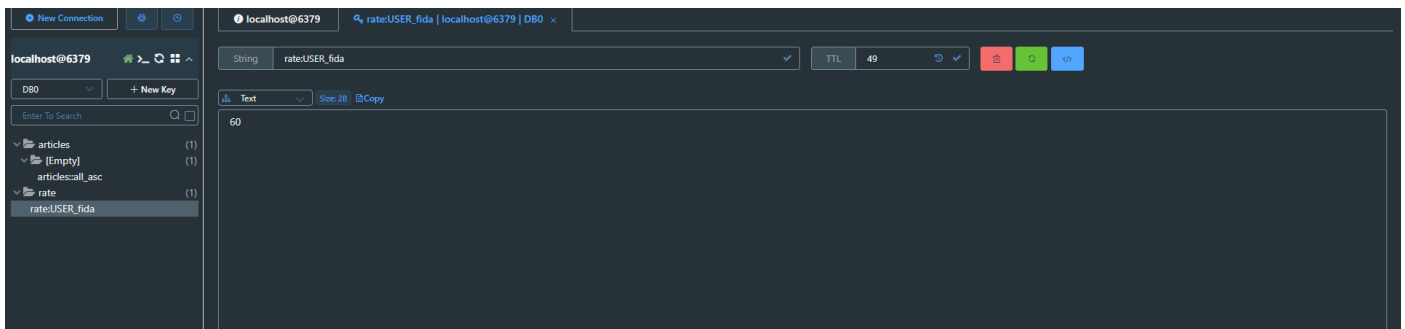 New Connection
localhost@6379
rate:USER_fida | localhost@6379 | DB0 ×
localhost@6379
String
rate:USER_fida
TTL
49
DB0
+ New Key
Text
Size: 28
Copy
Enter To Search
60
articles (1)
[Empty] (1)
articles::all_asc
rate (1)
rate:USER_fida